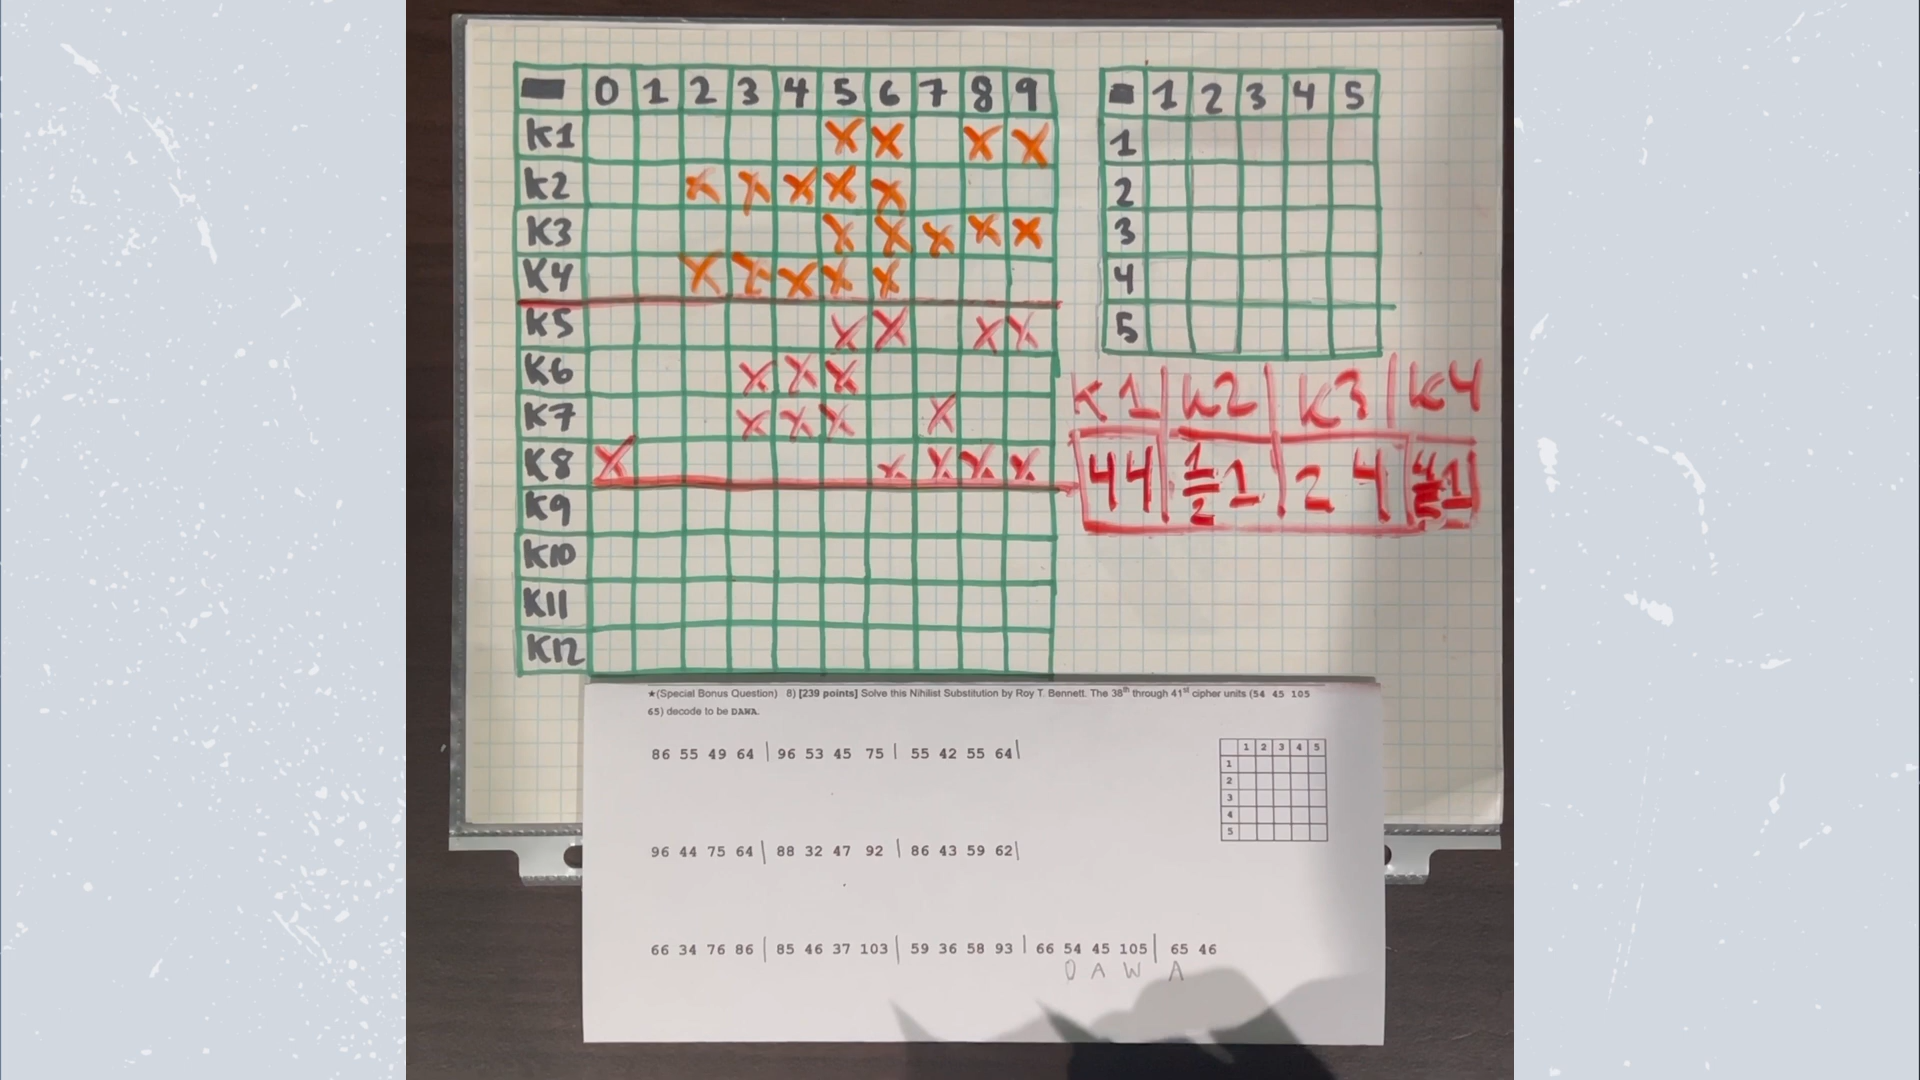 0 1 2 3 4 5 6 7 8 9
K1 X X X X
K2 X X X X X
K3 X X X X X
K4 X X X X X
K5 X X X X
K6 X X X
K7 X X X X
K8 X X X X X
K9
K10
K11
K12
1 2 3 4 5
1
2
3
4
5
K1 | K2 | K3 | K4
44 | 1/2 1 | 2 4 | 4/5 1
★(Special Bonus Question) 8) [239 points] Solve this Nihilist Substitution by Roy T. Bennett. The 38th through 41st cipher units (54 45 105
65) decode to be DAWA.
86 55 49 64 | 96 53 45 75 | 55 42 55 64 |
96 44 75 64 | 88 32 47 92 | 86 43 59 62 |
66 34 76 86 | 85 46 37 103 | 59 36 58 93 | 66 54 45 105 | 65 46
D A W A
1 2 3 4 5
1
2
3
4
5